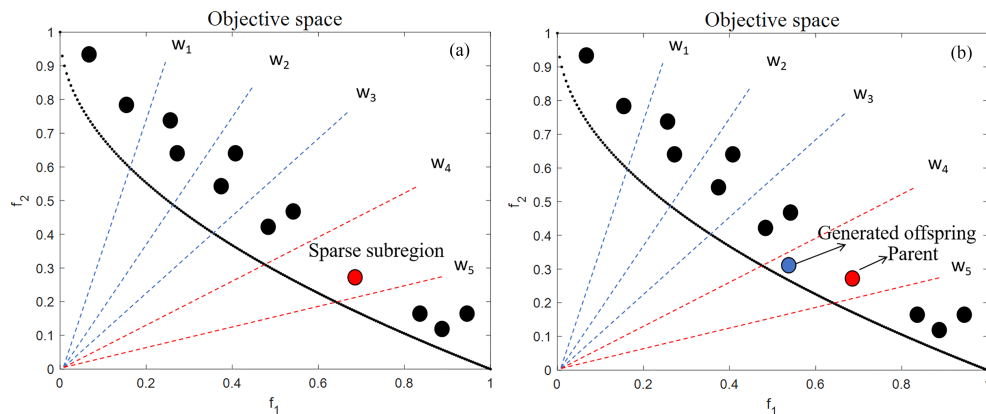 Objective space
(a)
w1
w2
w3
w4
w5
Sparse subregion
1
0.9
0.8
0.7
0.6
0.5
0.4
0.3
0.2
0.1
0
f2
0
0.2
0.4
0.6
0.8
1
f1
Objective space
(b)
w1
w2
w3
w4
w5
Generated offspring
Parent
1
0.9
0.8
0.7
0.6
0.5
0.4
0.3
0.2
0.1
0
f2
0
0.2
0.4
0.6
0.8
1
f1